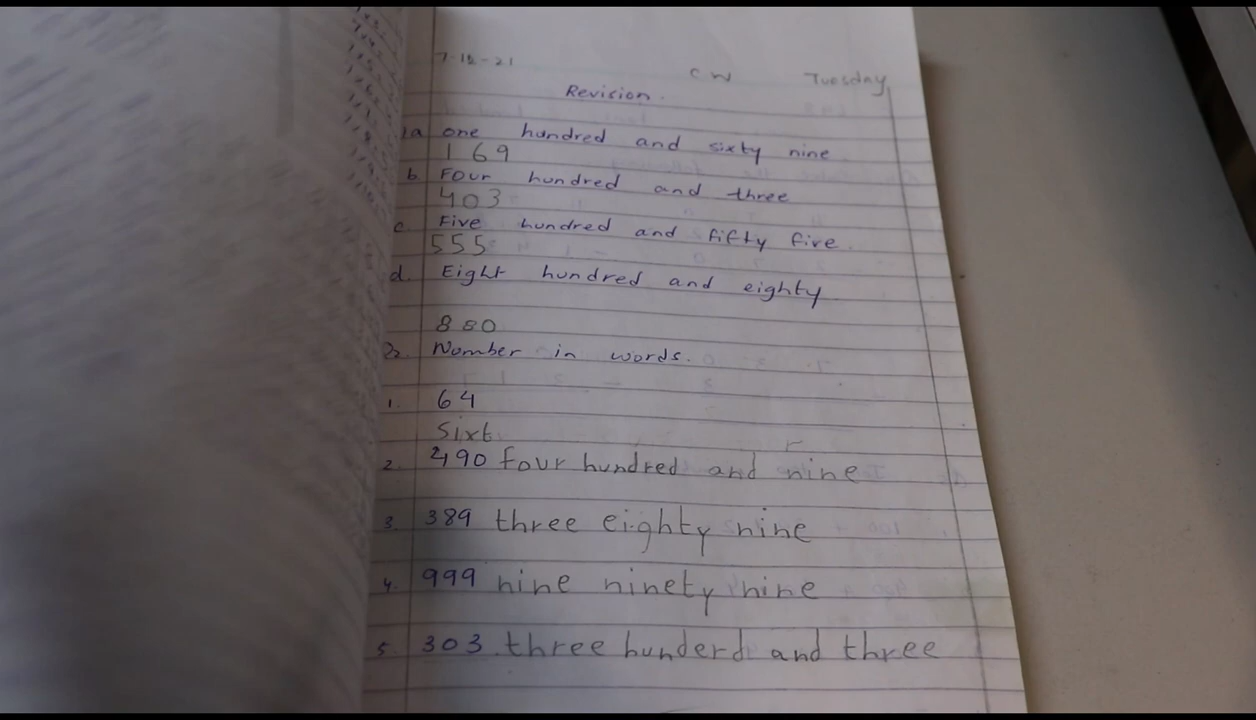 7-12-21
CW Tuesday
Revision.
1a one hundred and sixty nine
169
b. Four hundred and three
403
c. Five hundred and fifty five.
555
d. Eight hundred and eighty
880
2. Number in words.
1. 64
Sixt
2. 490 four hundred and nine
3. 389 three eighty nine
4. 999 nine ninety nine
5. 303. three hunderd and three